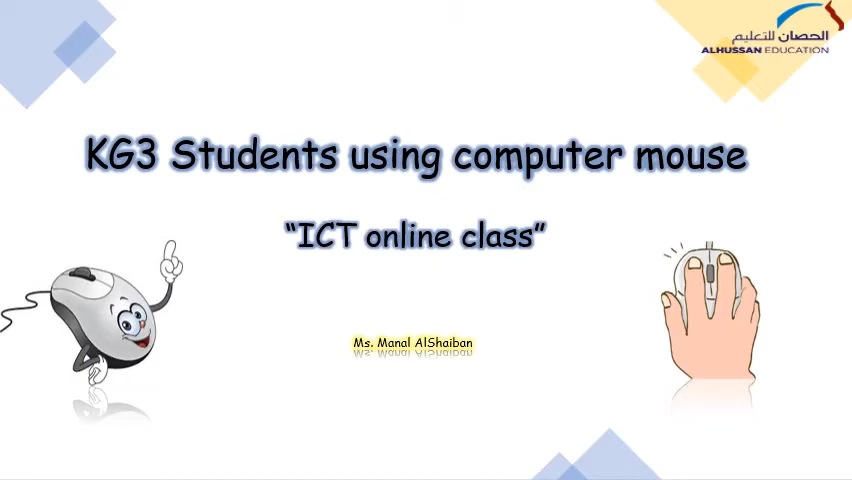 الحصان للتعليم
ALHUSSAN EDUCATION
KG3 Students using computer mouse
“ICT online class”
Ms. Manal AlShaiban